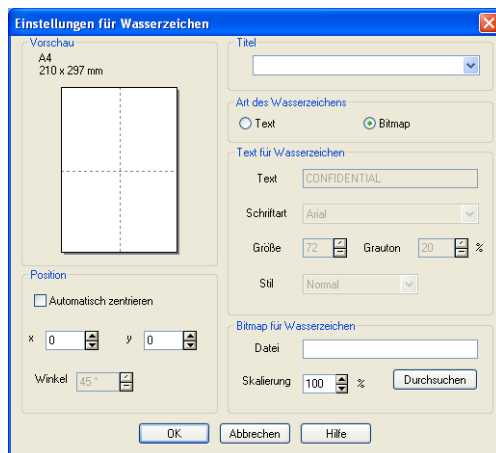 Einstellungen für Wasserzeichen
Vorschau
A4
210 x 297 mm
Titel
Art des Wasserzeichens
Text
Bitmap
Text für Wasserzeichen
Text CONFIDENTIAL
Schriftart Arial
Größe 72 Grauton 20 %
Stil Normal
Position
Automatisch zentrieren
x 0 y 0
Winkel 45 °
Bitmap für Wasserzeichen
Datei
Skalierung 100 % Durchsuchen
OK Abbrechen Hilfe